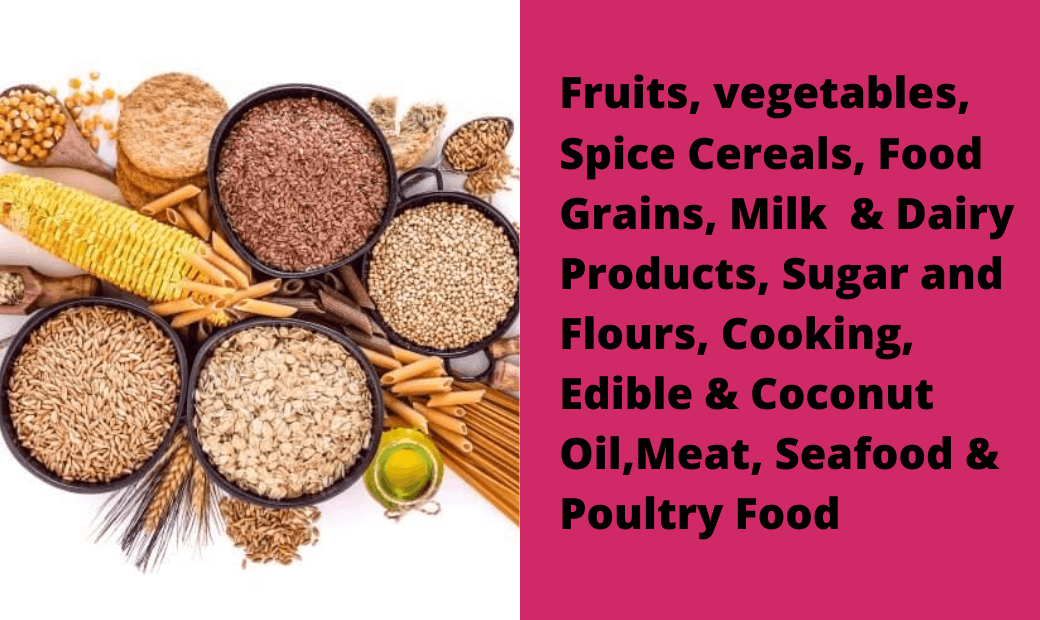 Fruits, vegetables,
Spice Cereals, Food
Grains, Milk  & Dairy
Products, Sugar and
Flours, Cooking,
Edible & Coconut
Oil,Meat, Seafood &
Poultry Food